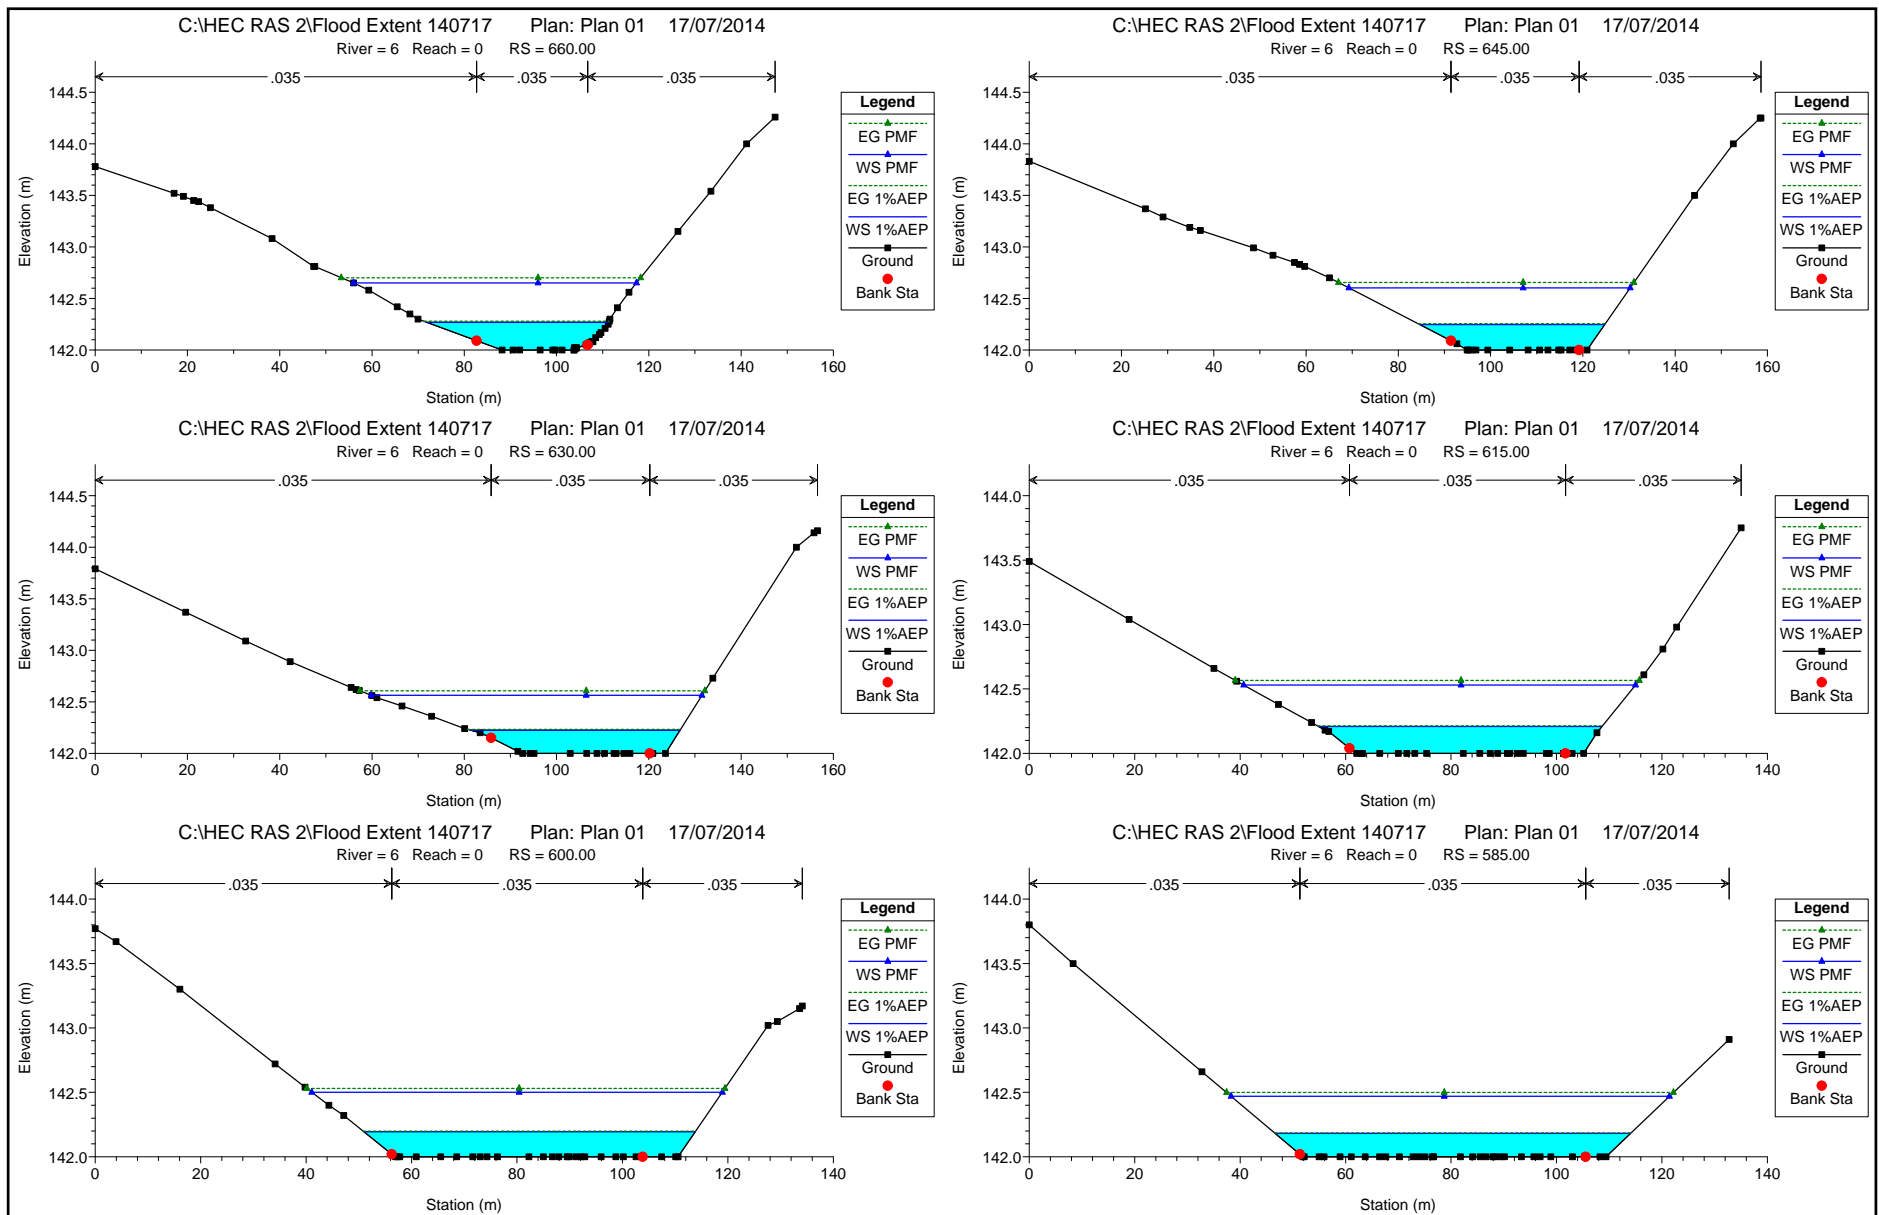 C:\HEC RAS 2\Flood Extent 140717 Plan: Plan 01 17/07/2014
River = 6 Reach = 0 RS = 660.00
.035 .035 .035
144.5
144.0
143.5
143.0
142.5
142.0
Elevation (m)
0 20 40 60 80 100 120 140 160
Station (m)
Legend
EG PMF
WS PMF
EG 1%AEP
WS 1%AEP
Ground
Bank Sta
C:\HEC RAS 2\Flood Extent 140717 Plan: Plan 01 17/07/2014
River = 6 Reach = 0 RS = 645.00
.035 .035 .035
144.5
144.0
143.5
143.0
142.5
142.0
Elevation (m)
0 20 40 60 80 100 120 140 160
Station (m)
Legend
EG PMF
WS PMF
EG 1%AEP
WS 1%AEP
Ground
Bank Sta
C:\HEC RAS 2\Flood Extent 140717 Plan: Plan 01 17/07/2014
River = 6 Reach = 0 RS = 630.00
.035 .035 .035
144.5
144.0
143.5
143.0
142.5
142.0
Elevation (m)
0 20 40 60 80 100 120 140 160
Station (m)
Legend
EG PMF
WS PMF
EG 1%AEP
WS 1%AEP
Ground
Bank Sta
C:\HEC RAS 2\Flood Extent 140717 Plan: Plan 01 17/07/2014
River = 6 Reach = 0 RS = 615.00
.035 .035 .035
144.0
143.5
143.0
142.5
142.0
Elevation (m)
0 20 40 60 80 100 120 140
Station (m)
Legend
EG PMF
WS PMF
EG 1%AEP
WS 1%AEP
Ground
Bank Sta
C:\HEC RAS 2\Flood Extent 140717 Plan: Plan 01 17/07/2014
River = 6 Reach = 0 RS = 600.00
.035 .035 .035
144.0
143.5
143.0
142.5
142.0
Elevation (m)
0 20 40 60 80 100 120 140
Station (m)
Legend
EG PMF
WS PMF
EG 1%AEP
WS 1%AEP
Ground
Bank Sta
C:\HEC RAS 2\Flood Extent 140717 Plan: Plan 01 17/07/2014
River = 6 Reach = 0 RS = 585.00
.035 .035 .035
144.0
143.5
143.0
142.5
142.0
Elevation (m)
0 20 40 60 80 100 120 140
Station (m)
Legend
EG PMF
WS PMF
EG 1%AEP
WS 1%AEP
Ground
Bank Sta